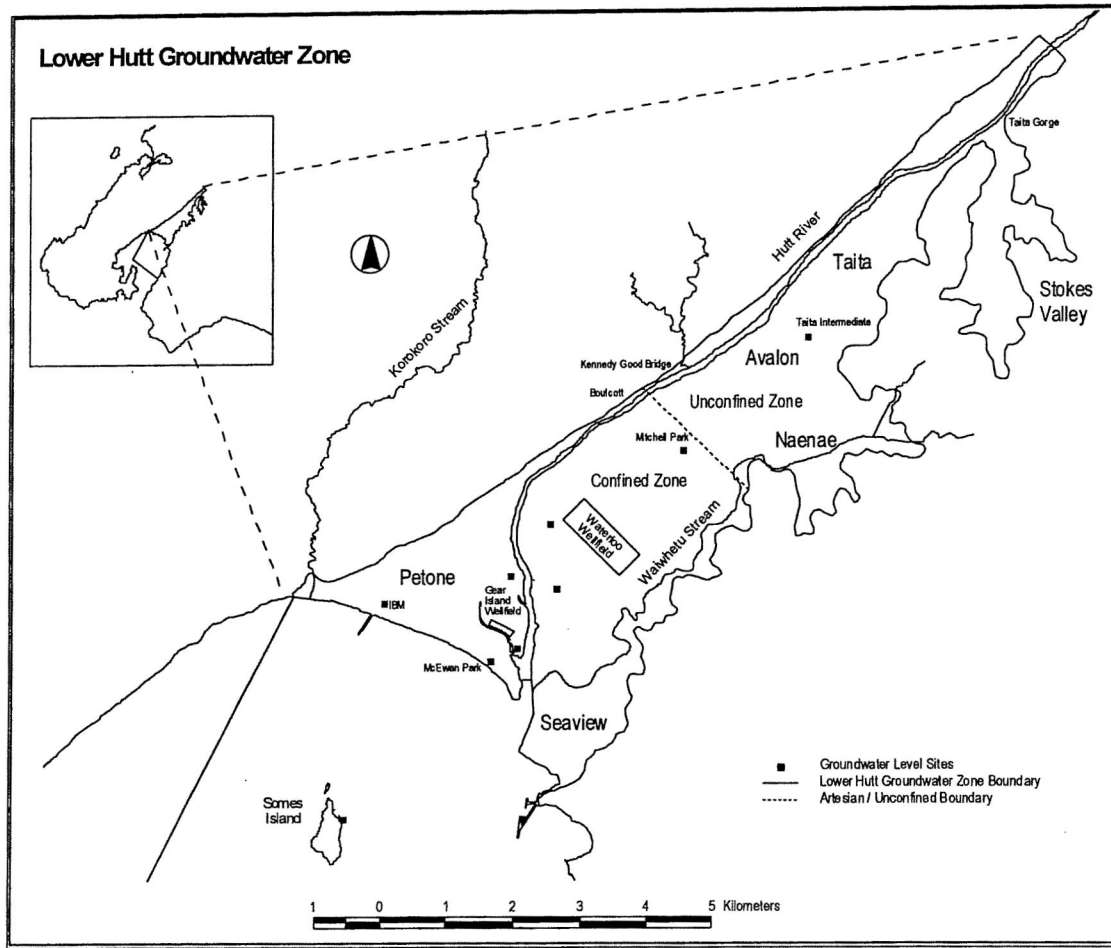 Lower Hutt Groundwater Zone
Taita Gorge
Hutt River
Taita
Stokes
Valley
Korokoro Stream
Taita Intermediate
Avalon
Kennedy Good Bridge
Boulcott
Unconfined Zone
Naenae
Mitchell Park
Confined Zone
Waterloo
Wellfield
Waiwhetu Stream
Petone
Gear
Island
Wellfield
IBM
McEwan Park
Seaview
Somes
Island
Groundwater Level Sites
Lower Hutt Groundwater Zone Boundary
Artesian / Unconfined Boundary
1 0 1 2 3 4 5 Kilometers